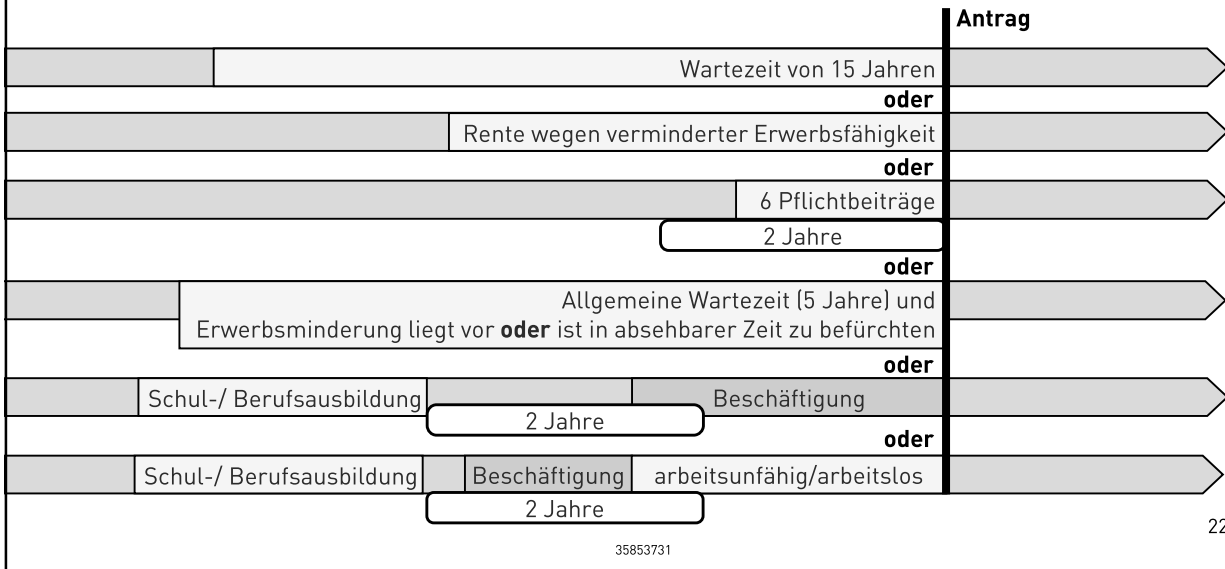 Antrag
Wartezeit von 15 Jahren
oder
Rente wegen verminderter Erwerbsfähigkeit
oder
6 Pflichtbeiträge
2 Jahre
oder
Allgemeine Wartezeit (5 Jahre) und
Erwerbsminderung liegt vor oder ist in absehbarer Zeit zu befürchten
oder
Schul-/ Berufsausbildung
Beschäftigung
2 Jahre
oder
Schul-/ Berufsausbildung
Beschäftigung
arbeitsunfähig/arbeitslos
2 Jahre
22
35853731